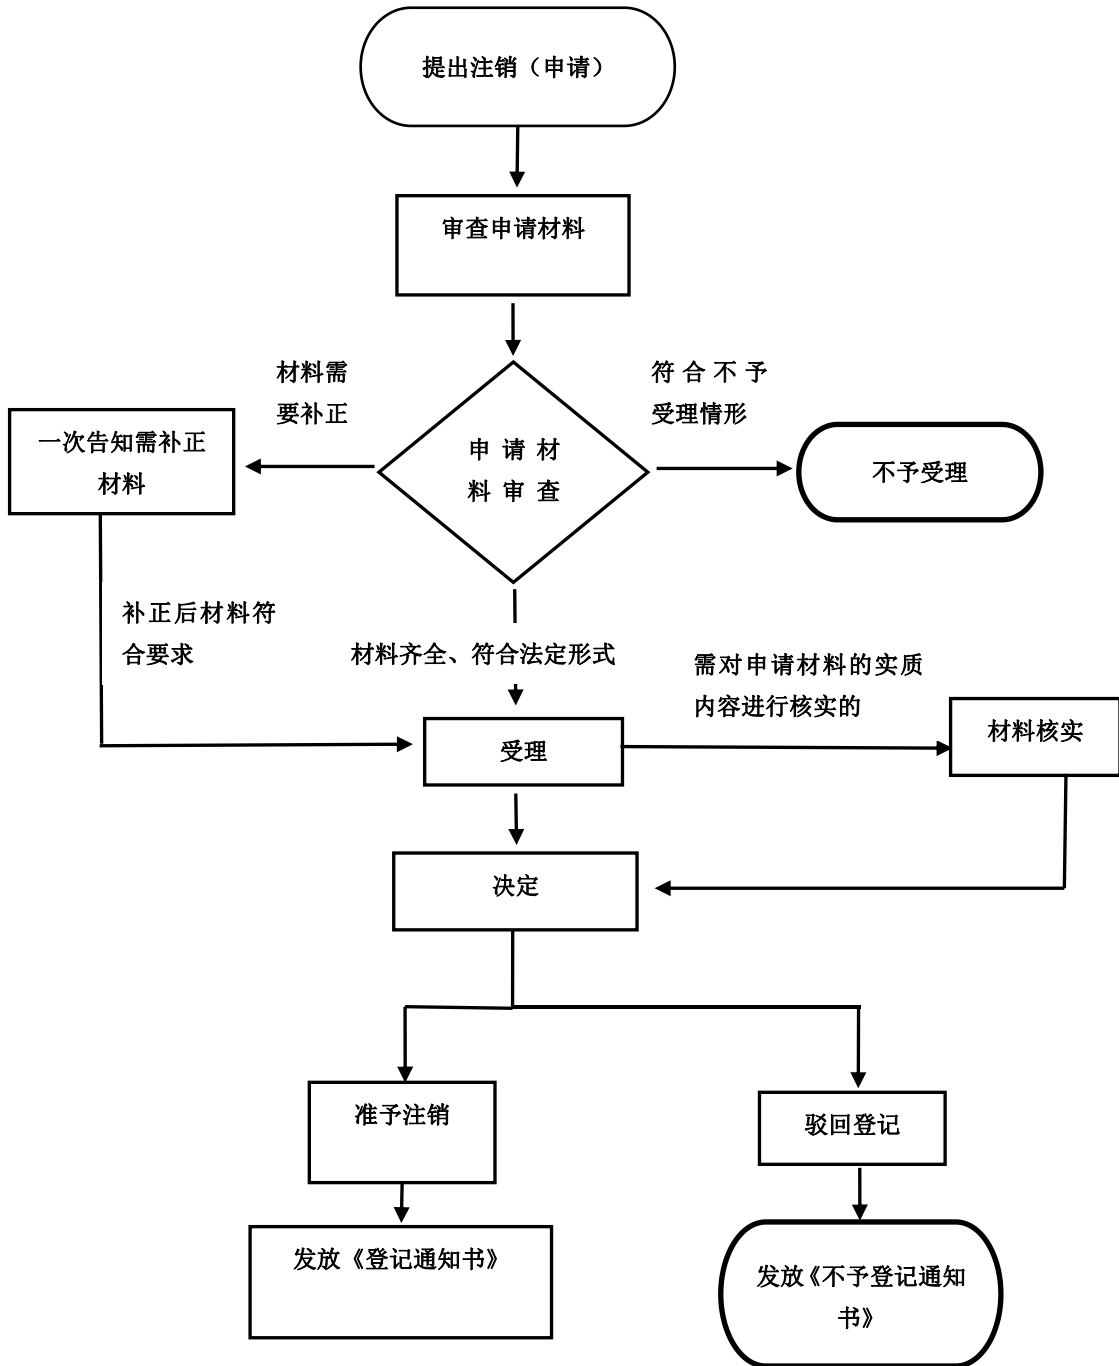 提出注销（申请）
审查申请材料
材料需
要补正
符合不予
受理情形
一次告知需补正
材料
申请材
料审查
不予受理
补正后材料符
合要求
材料齐全、符合法定形式
需对申请材料的实质
内容进行核实的
受理
材料核实
决定
准予注销
驳回登记
发放《登记通知书》
发放《不予登记通知
书》